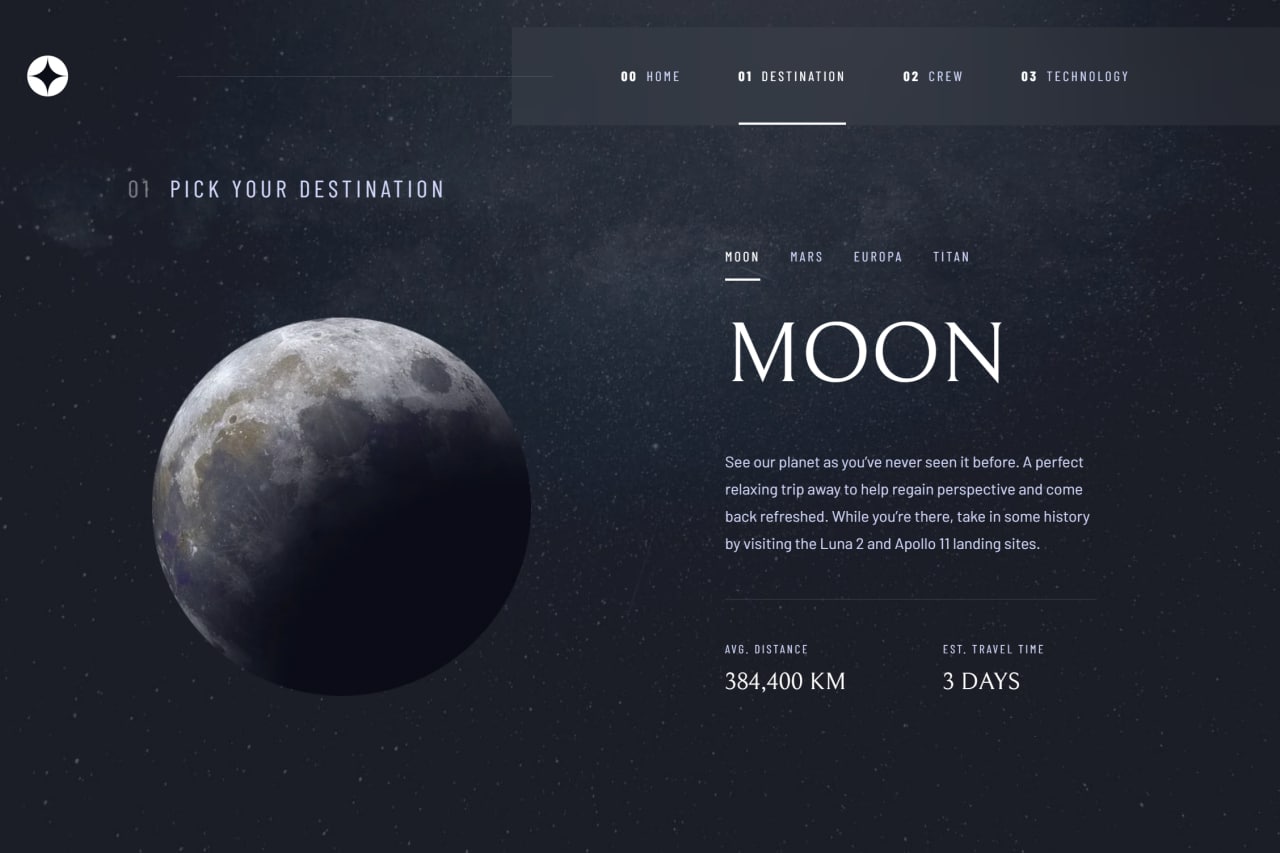 00 HOME 01 DESTINATION 02 CREW 03 TECHNOLOGY
01 PICK YOUR DESTINATION
MOON MARS EUROPA TITAN
MOON
See our planet as you’ve never seen it before. A perfect
relaxing trip away to help regain perspective and come
back refreshed. While you’re there, take in some history
by visiting the Luna 2 and Apollo 11 landing sites.
AVG. DISTANCE EST. TRAVEL TIME
384,400 KM 3 DAYS